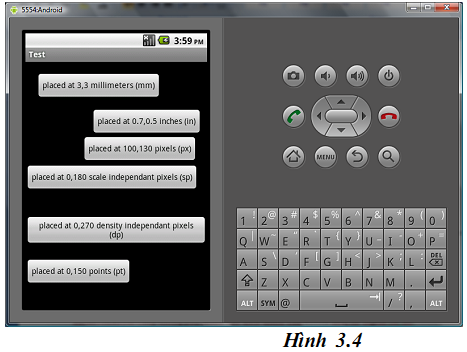 5554:Android
3:59 PM
Test
placed at 3,3 millimeters (mm)
placed at 0.7,0.5 inches (in)
placed at 100,130 pixels (px)
placed at 0,180 scale independant pixels (sp)
placed at 0,270 density independant pixels
(dp)
placed at 0,150 points (pt)
MENU
1 ! 2 @ 3 # 4 $ 5 % 6 ^ 7 & 8 * 9 ( 0 )
Q W ~ E " R ` T { Y } U _ I - O + P =
A S \ D ' F [ G ] H < J > K ; L : DEL
Z X C V B N M .
ALT SYM @ / ? , ALT
Hình 3.4